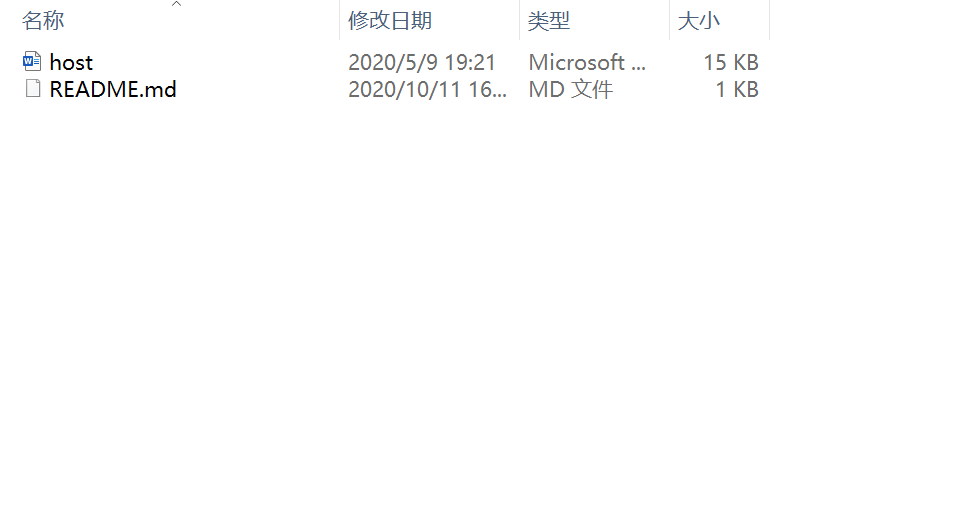 名称 修改日期 类型 大小
host 2020/5/9 19:21 Microsoft ... 15 KB
README.md 2020/10/11 16... MD 文件 1 KB